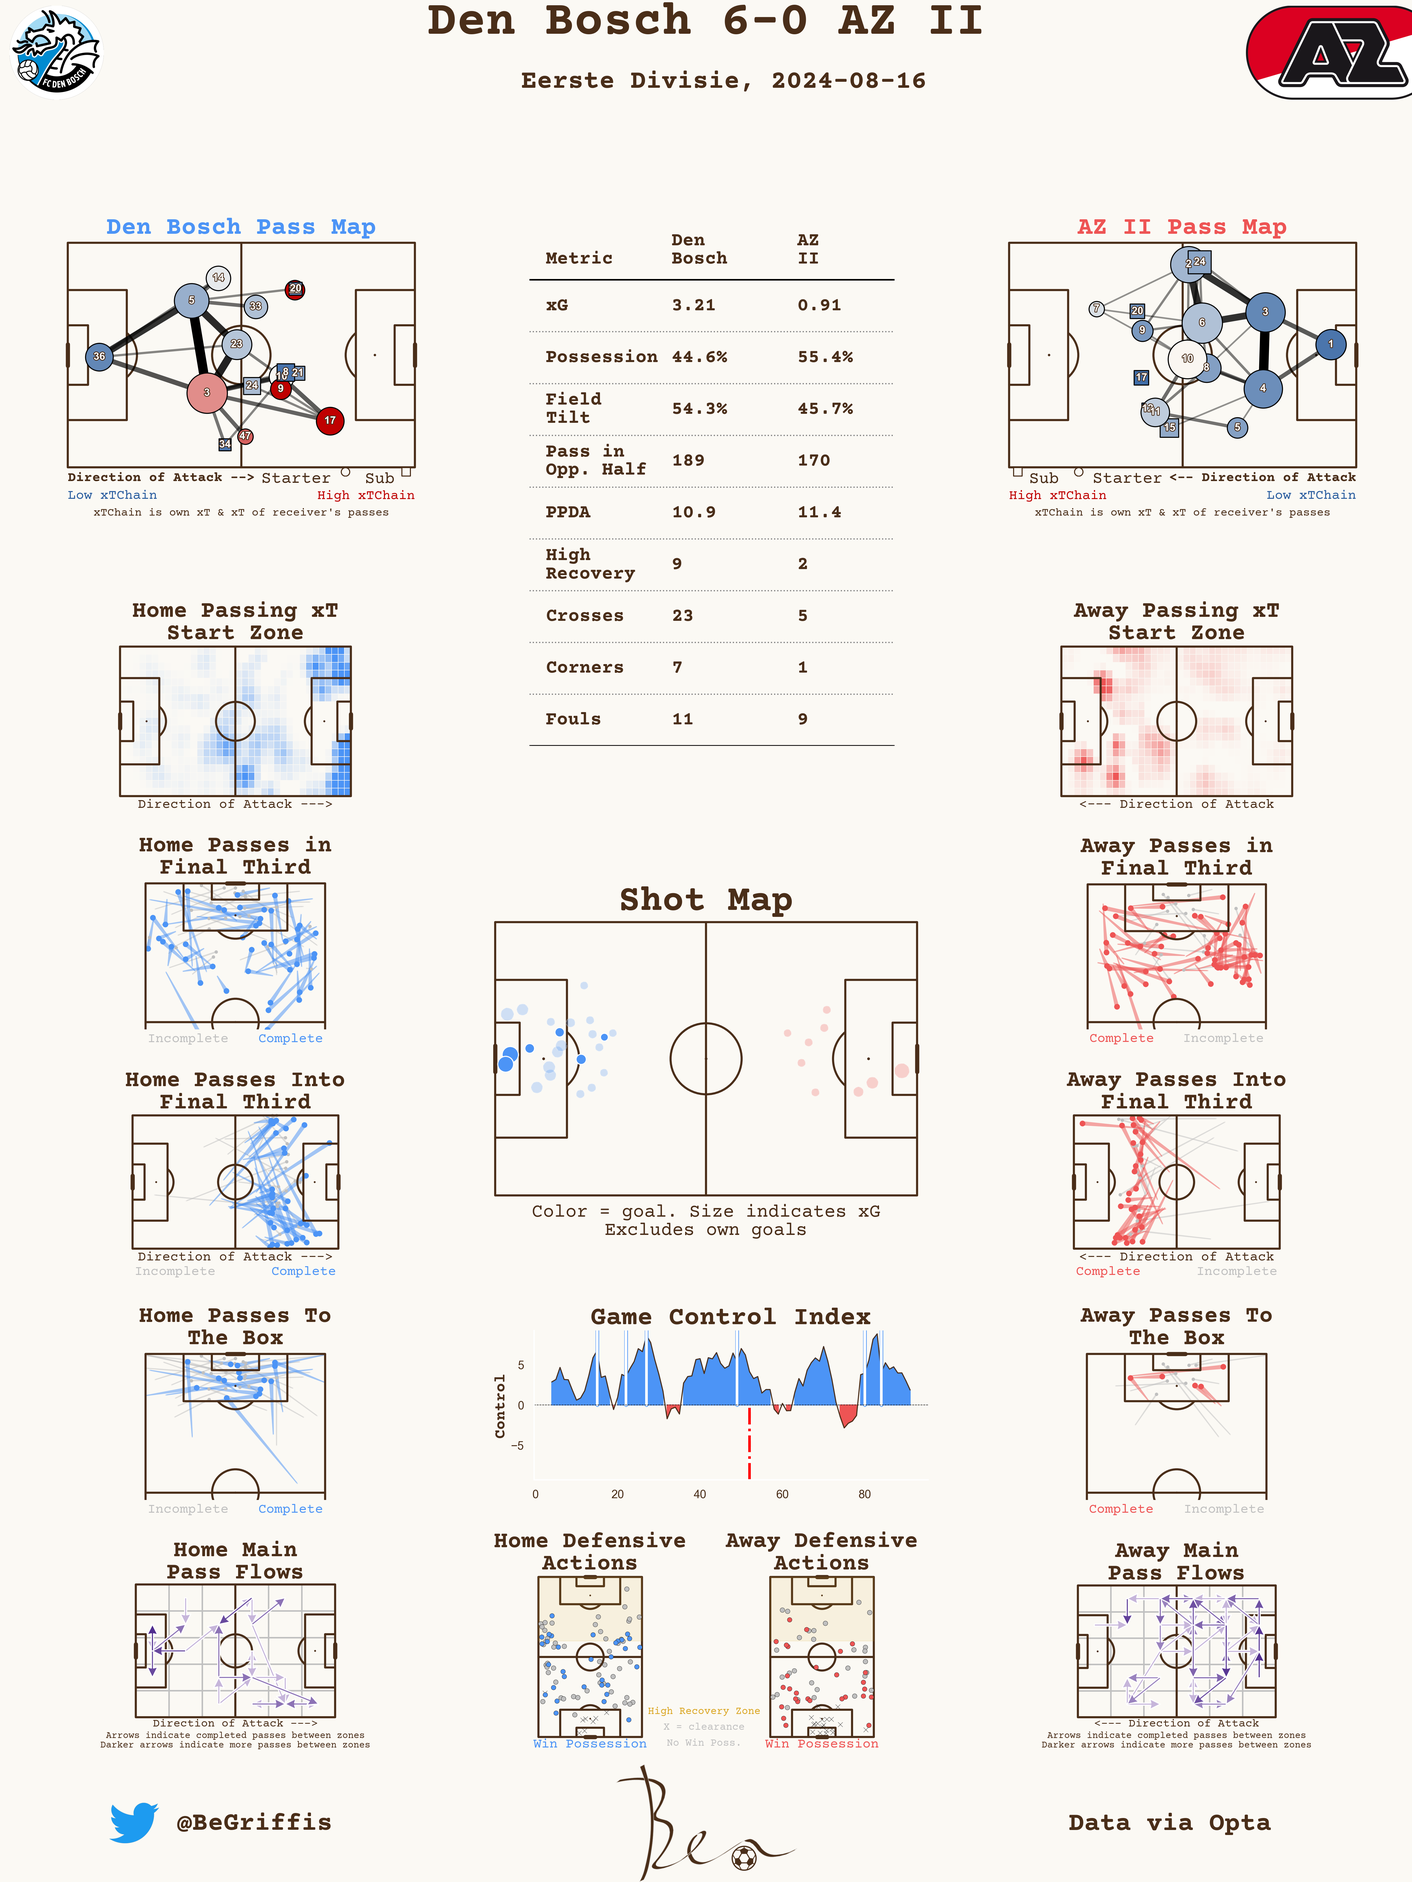 Den Bosch 6-0 AZ II
Eerste Divisie, 2024-08-16
FC DEN BOSCH
AZ
Den Bosch Pass Map
14
5
20
33
36
23
8
21
24
9
3
17
47
34
Direction of Attack --> Starter Sub
Low xTChain High xTChain
xTChain is own xT & xT of receiver's passes
Metric Den Bosch AZ II
xG 3.21 0.91
Possession 44.6% 55.4%
Field Tilt 54.3% 45.7%
Pass in Opp. Half 189 170
PPDA 10.9 11.4
High Recovery 9 2
Crosses 23 5
Corners 7 1
Fouls 11 9
AZ II Pass Map
2
24
7
20
3
6
9
1
10
8
17
4
11
15
5
Sub Starter <-- Direction of Attack
High xTChain Low xTChain
xTChain is own xT & xT of receiver's passes
Home Passing xT
Start Zone
Direction of Attack --->
Away Passing xT
Start Zone
<--- Direction of Attack
Home Passes in
Final Third
Incomplete Complete
Away Passes in
Final Third
Complete Incomplete
Shot Map
Color = goal. Size indicates xG
Excludes own goals
Home Passes Into
Final Third
Direction of Attack --->
Incomplete Complete
Away Passes Into
Final Third
<--- Direction of Attack
Complete Incomplete
Home Passes To
The Box
Incomplete Complete
Game Control Index
Control
5
0
−5
0 20 40 60 80
Away Passes To
The Box
Complete Incomplete
Home Main
Pass Flows
Direction of Attack --->
Arrows indicate completed passes between zones
Darker arrows indicate more passes between zones
Home Defensive
Actions
Win Possession
High Recovery Zone
X = clearance
No Win Poss.
Away Defensive
Actions
Win Possession
Away Main
Pass Flows
<--- Direction of Attack
Arrows indicate completed passes between zones
Darker arrows indicate more passes between zones
@BeGriffis
Ben
Data via Opta